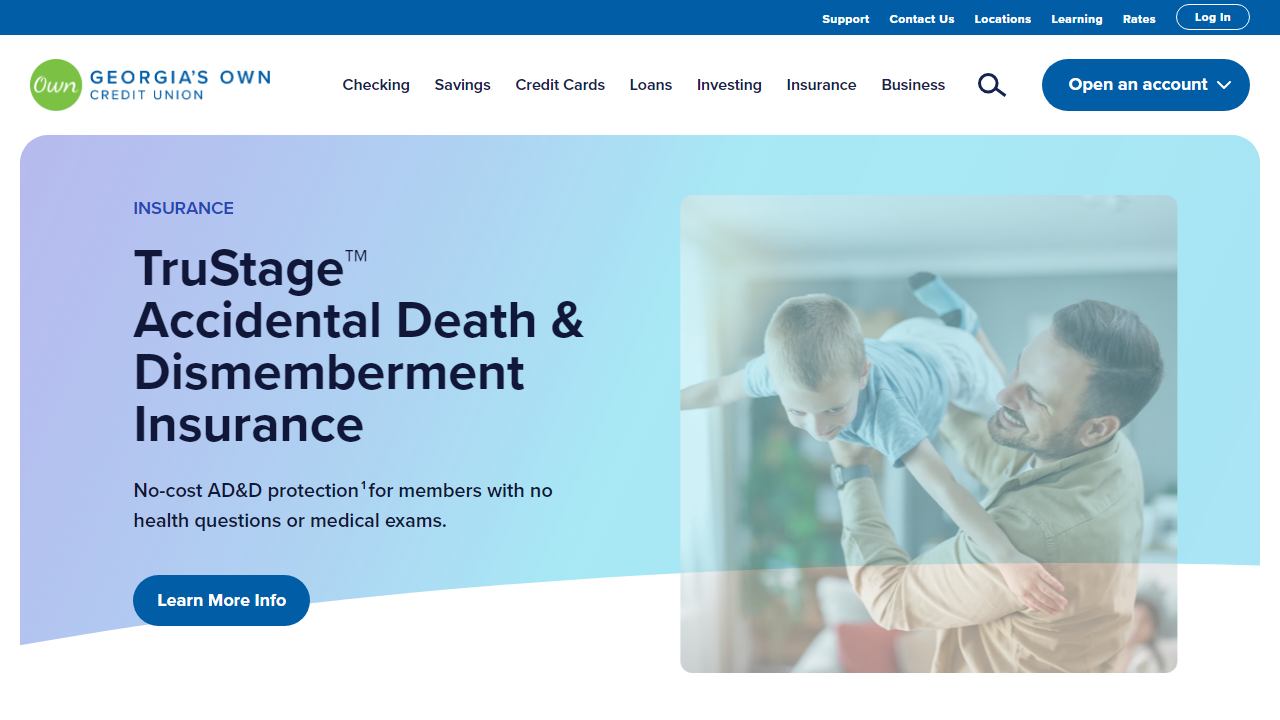 Support Contact Us Locations Learning Rates Log In
Own GEORGIA'S OWN
CREDIT UNION
Checking Savings Credit Cards Loans Investing Insurance Business Open an account
INSURANCE
TruStage™
Accidental Death &
Dismemberment
Insurance
No-cost AD&D protection¹ for members with no
health questions or medical exams.
Learn More Info